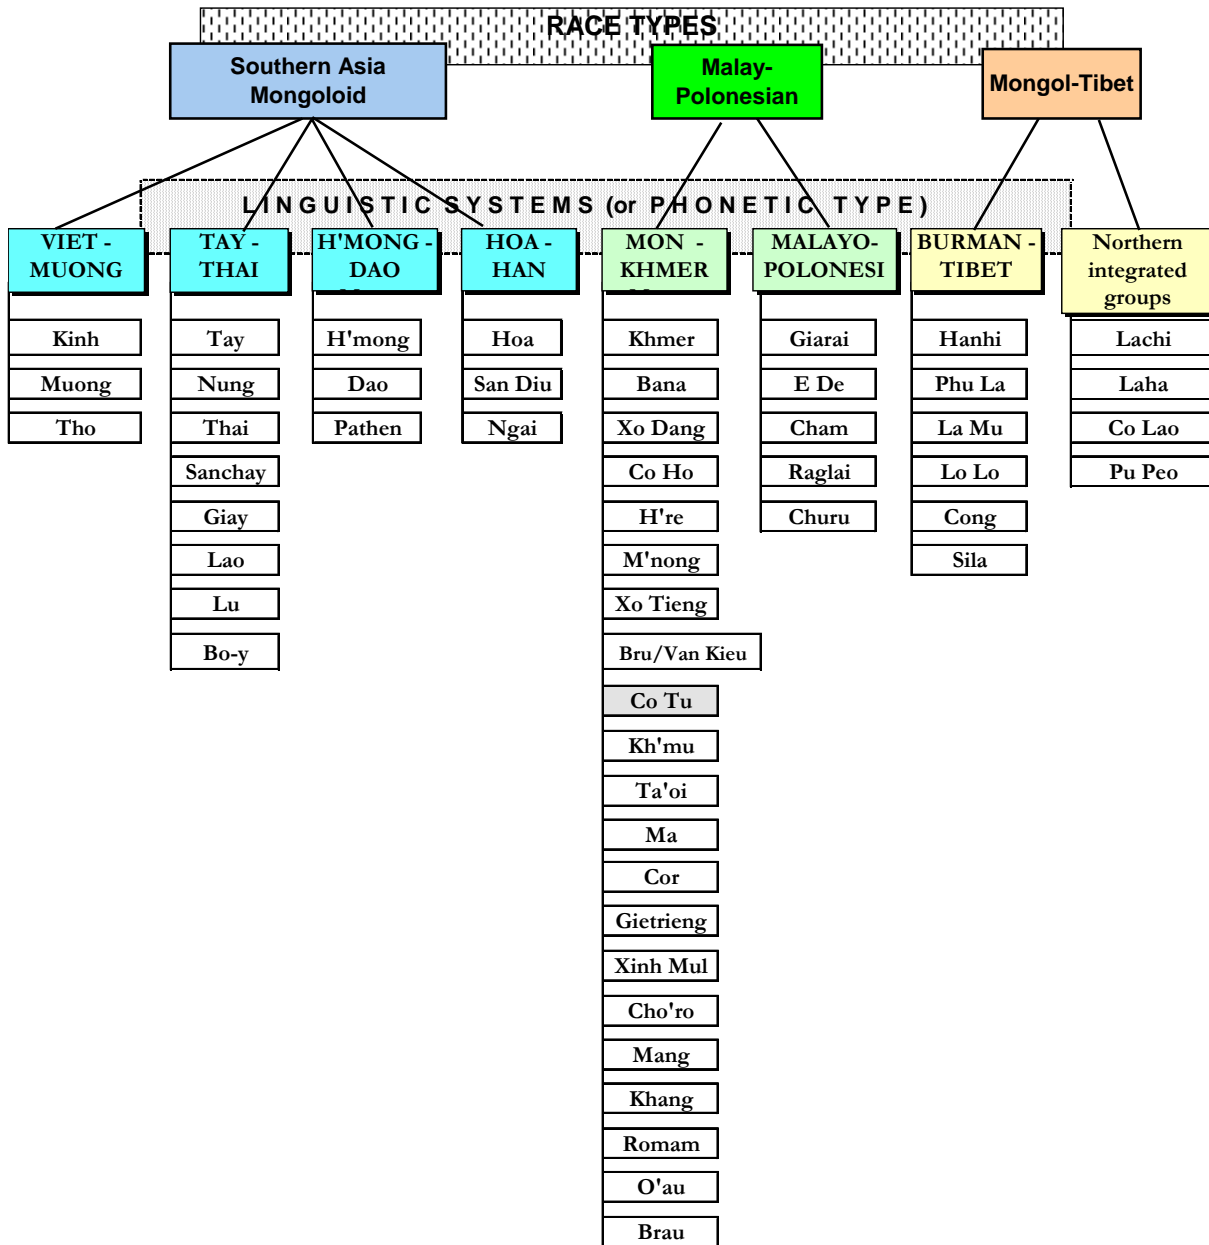 RACE TYPES
Southern Asia
Mongoloid
Malay-
Polonesian
Mongol-Tibet
LINGUISTIC SYSTEMS (or PHONETIC TYPE)
VIET -
MUONG
TAY -
THAI
H'MONG -
DAO
HOA -
HAN
MON -
KHMER
MALAYO-
POLONESI
BURMAN -
TIBET
Northern
integrated
groups
Kinh
Muong
Tho
Tay
Nung
Thai
Sanchay
Giay
Lao
Lu
Bo-y
H'mong
Dao
Pathen
Hoa
San Diu
Ngai
Khmer
Bana
Xo Dang
Co Ho
H're
M'nong
Xo Tieng
Bru/Van Kieu
Co Tu
Kh'mu
Ta'oi
Ma
Cor
Gietrieng
Xinh Mul
Cho'ro
Mang
Khang
Romam
O'au
Brau
Giarai
E De
Cham
Raglai
Churu
Hanhi
Phu La
La Mu
Lo Lo
Cong
Sila
Lachi
Laha
Co Lao
Pu Peo